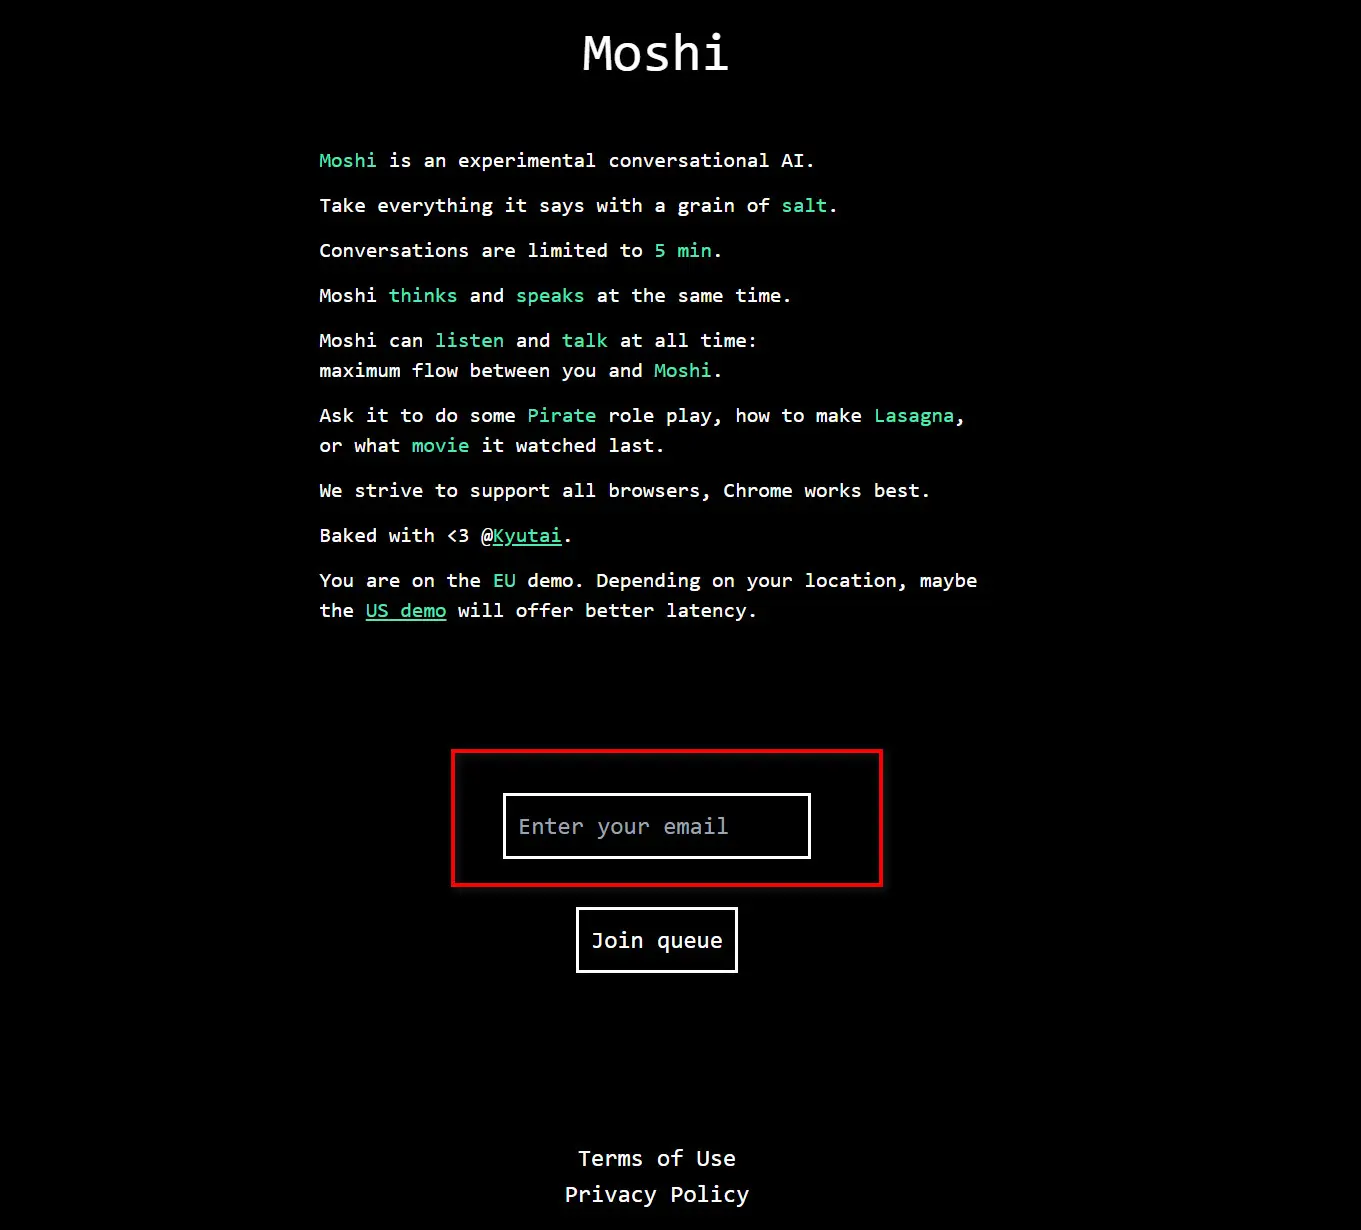 Moshi
Moshi is an experimental conversational AI.
Take everything it says with a grain of salt.
Conversations are limited to 5 min.
Moshi thinks and speaks at the same time.
Moshi can listen and talk at all time:
maximum flow between you and Moshi.
Ask it to do some Pirate role play, how to make Lasagna,
or what movie it watched last.
We strive to support all browsers, Chrome works best.
Baked with <3 @Kyutai.
You are on the EU demo. Depending on your location, maybe
the US demo will offer better latency.
Enter your email
Join queue
Terms of Use
Privacy Policy